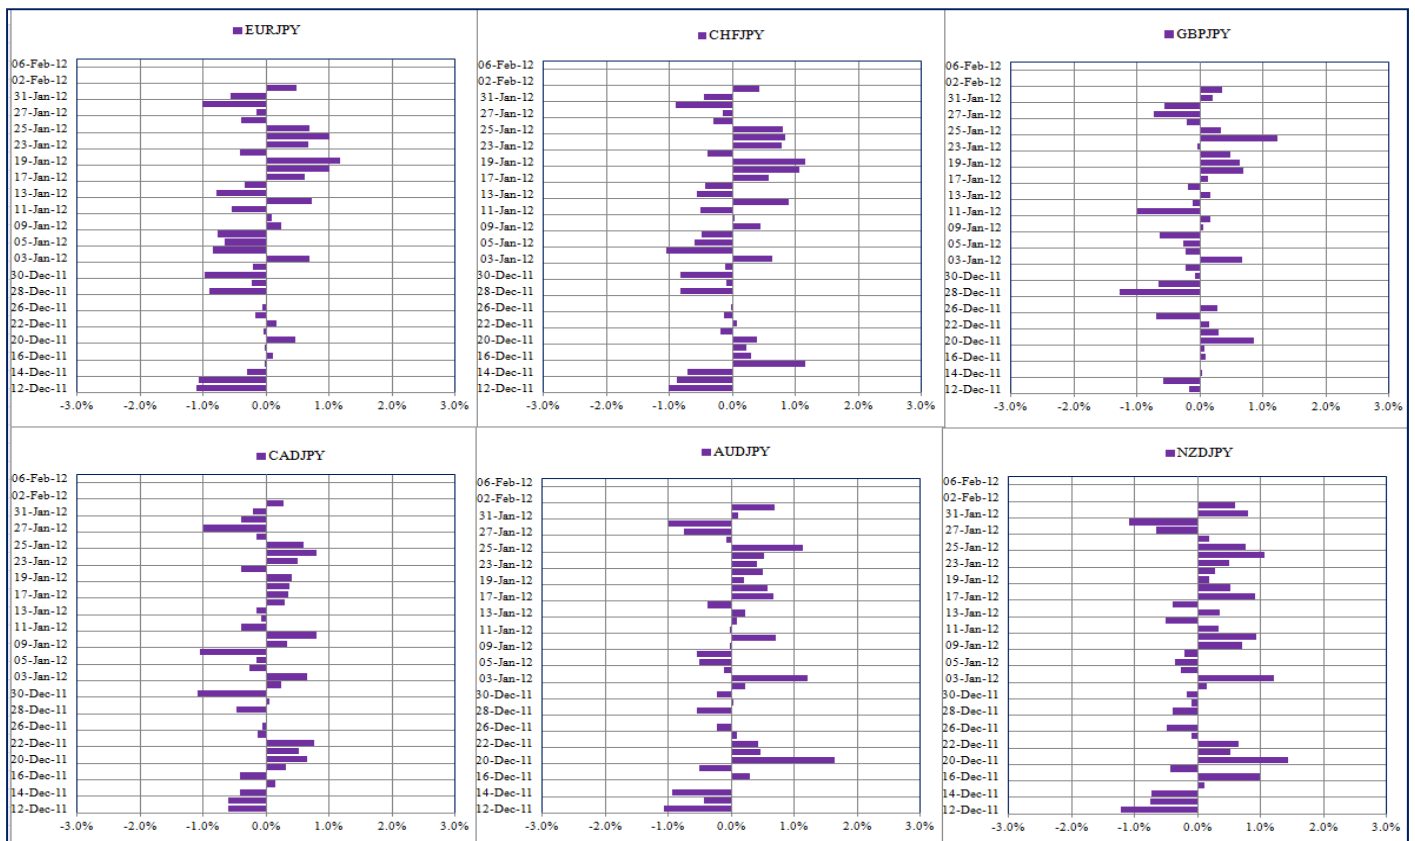 EURJPY
06-Feb-12
02-Feb-12
31-Jan-12
27-Jan-12
25-Jan-12
23-Jan-12
19-Jan-12
17-Jan-12
13-Jan-12
11-Jan-12
09-Jan-12
05-Jan-12
03-Jan-12
30-Dec-11
28-Dec-11
26-Dec-11
22-Dec-11
20-Dec-11
16-Dec-11
14-Dec-11
12-Dec-11
-3.0% -2.0% -1.0% 0.0% 1.0% 2.0% 3.0%
CHFJPY
06-Feb-12
02-Feb-12
31-Jan-12
27-Jan-12
25-Jan-12
23-Jan-12
19-Jan-12
17-Jan-12
13-Jan-12
11-Jan-12
09-Jan-12
05-Jan-12
03-Jan-12
30-Dec-11
28-Dec-11
26-Dec-11
22-Dec-11
20-Dec-11
16-Dec-11
14-Dec-11
12-Dec-11
-3.0% -2.0% -1.0% 0.0% 1.0% 2.0% 3.0%
GBPJPY
06-Feb-12
02-Feb-12
31-Jan-12
27-Jan-12
25-Jan-12
23-Jan-12
19-Jan-12
17-Jan-12
13-Jan-12
11-Jan-12
09-Jan-12
05-Jan-12
03-Jan-12
30-Dec-11
28-Dec-11
26-Dec-11
22-Dec-11
20-Dec-11
16-Dec-11
14-Dec-11
12-Dec-11
-3.0% -2.0% -1.0% 0.0% 1.0% 2.0% 3.0%
CADJPY
06-Feb-12
02-Feb-12
31-Jan-12
27-Jan-12
25-Jan-12
23-Jan-12
19-Jan-12
17-Jan-12
13-Jan-12
11-Jan-12
09-Jan-12
05-Jan-12
03-Jan-12
30-Dec-11
28-Dec-11
26-Dec-11
22-Dec-11
20-Dec-11
16-Dec-11
14-Dec-11
12-Dec-11
-3.0% -2.0% -1.0% 0.0% 1.0% 2.0% 3.0%
AUDJPY
06-Feb-12
02-Feb-12
31-Jan-12
27-Jan-12
25-Jan-12
23-Jan-12
19-Jan-12
17-Jan-12
13-Jan-12
11-Jan-12
09-Jan-12
05-Jan-12
03-Jan-12
30-Dec-11
28-Dec-11
26-Dec-11
22-Dec-11
20-Dec-11
16-Dec-11
14-Dec-11
12-Dec-11
-3.0% -2.0% -1.0% 0.0% 1.0% 2.0% 3.0%
NZDJPY
06-Feb-12
02-Feb-12
31-Jan-12
27-Jan-12
25-Jan-12
23-Jan-12
19-Jan-12
17-Jan-12
13-Jan-12
11-Jan-12
09-Jan-12
05-Jan-12
03-Jan-12
30-Dec-11
28-Dec-11
26-Dec-11
22-Dec-11
20-Dec-11
16-Dec-11
14-Dec-11
12-Dec-11
-3.0% -2.0% -1.0% 0.0% 1.0% 2.0% 3.0%